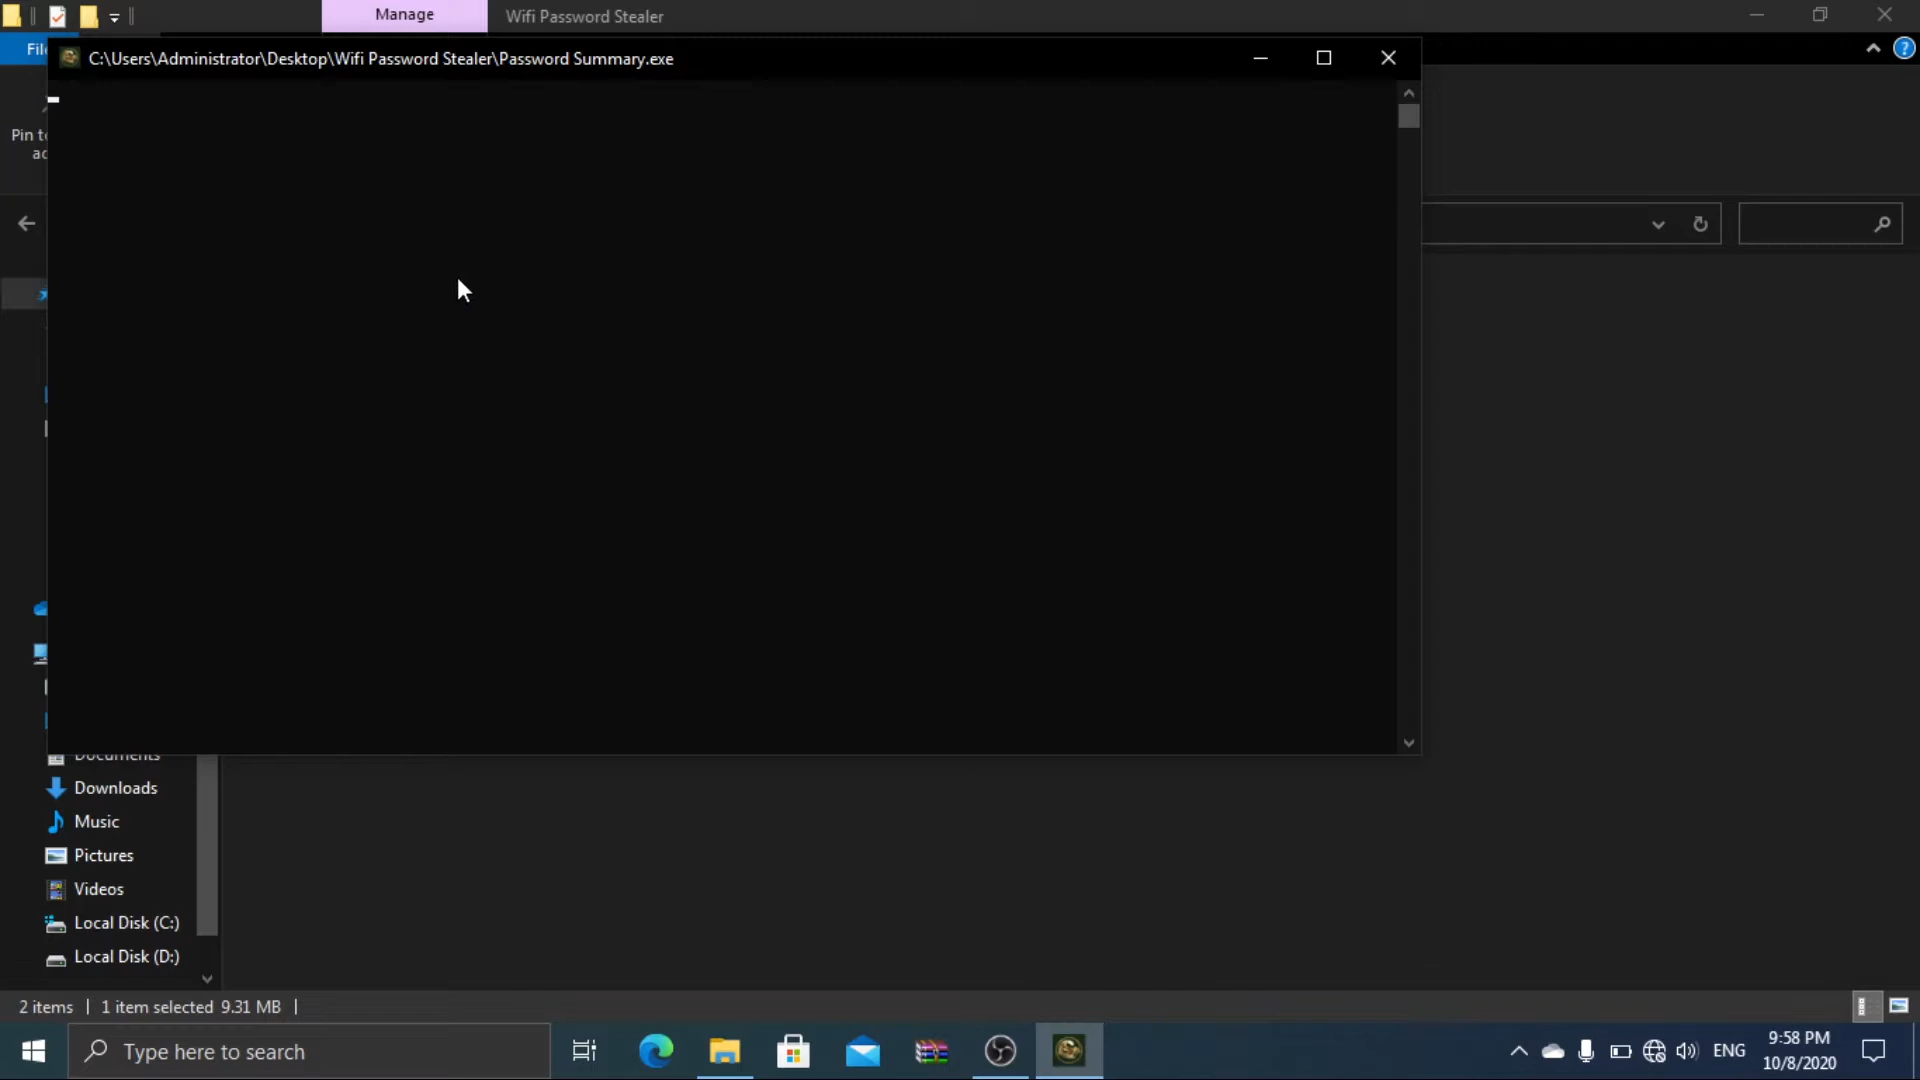 Manage
Wifi Password Stealer
C:\Users\Administrator\Desktop\Wifi Password Stealer\Password Summary.exe
Pin
Documents
Downloads
Music
Pictures
Videos
Local Disk (C:)
Local Disk (D:)
2 items
1 item selected 9.31 MB
Type here to search
ENG
9:58 PM
10/8/2020